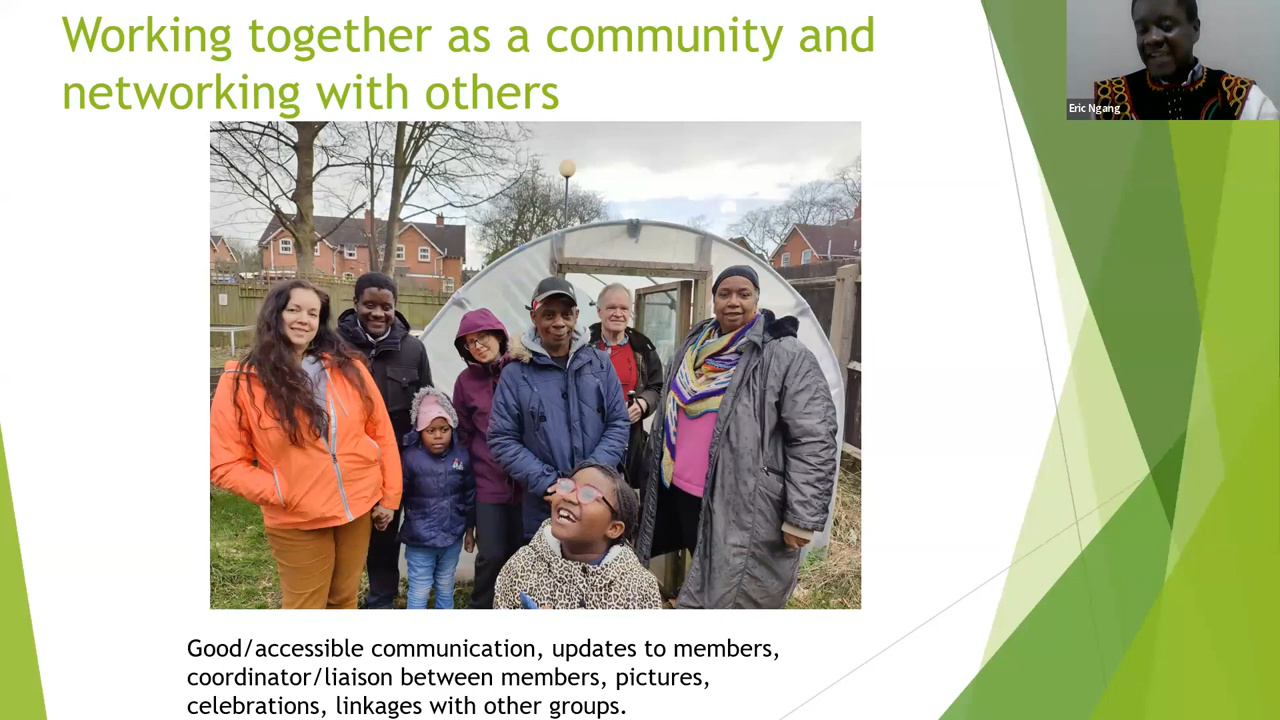 Working together as a community and
networking with others
Eric Ngang
Good/accessible communication, updates to members,
coordinator/liaison between members, pictures,
celebrations, linkages with other groups.